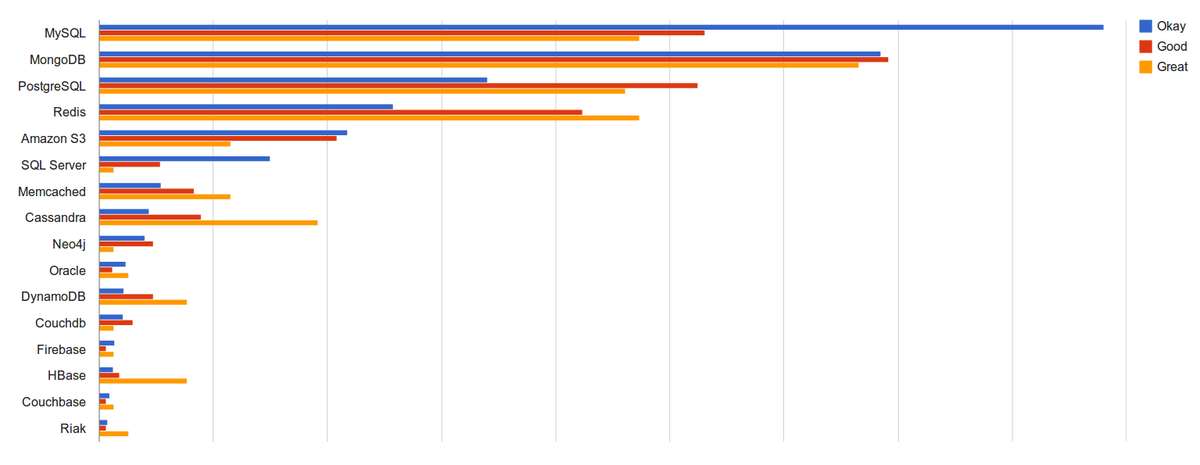 MySQL
MongoDB
PostgreSQL
Redis
Amazon S3
SQL Server
Memcached
Cassandra
Neo4j
Oracle
DynamoDB
Couchdb
Firebase
HBase
Couchbase
Riak
Okay
Good
Great